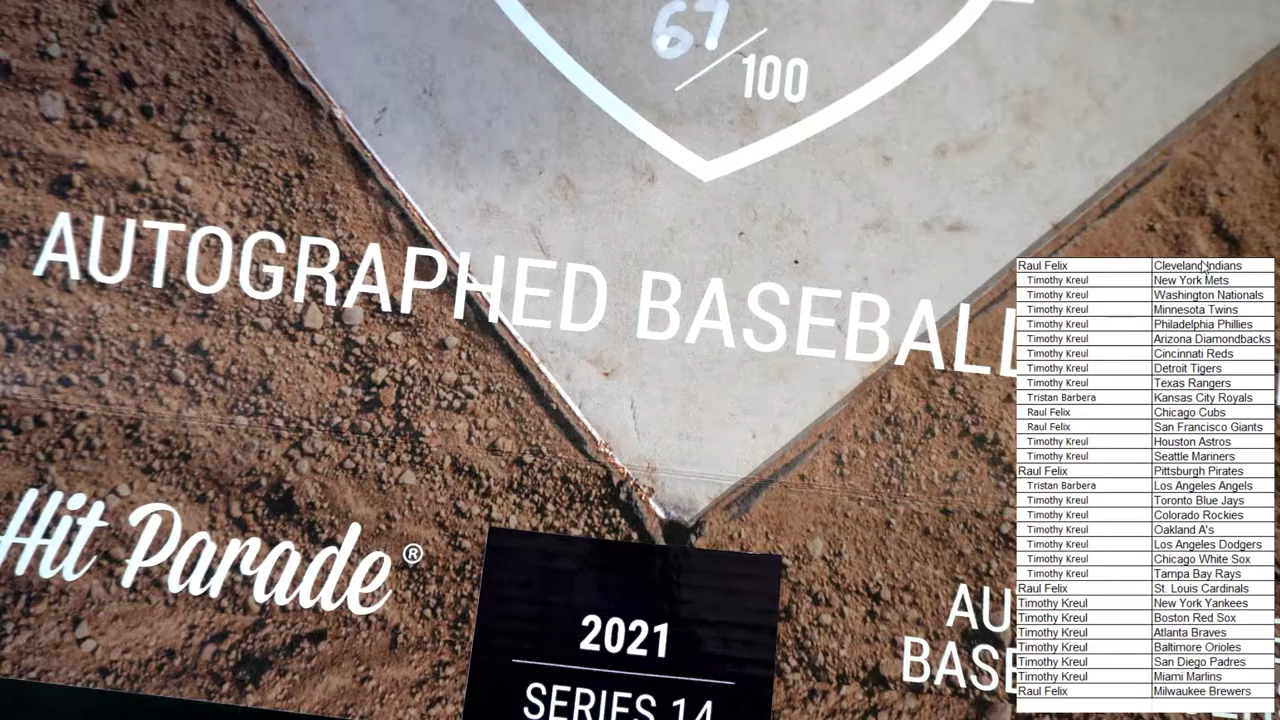 67
/100
AUTOGRAPHED BASEBALL
Hit Parade®
2021
SERIES 14
AU
BASE
Raul Felix Cleveland Indians
Timothy Kreul New York Mets
Timothy Kreul Washington Nationals
Timothy Kreul Minnesota Twins
Timothy Kreul Philadelphia Phillies
Timothy Kreul Arizona Diamondbacks
Timothy Kreul Cincinnati Reds
Timothy Kreul Detroit Tigers
Timothy Kreul Texas Rangers
Tristan Barbera Kansas City Royals
Raul Felix Chicago Cubs
Raul Felix San Francisco Giants
Timothy Kreul Houston Astros
Timothy Kreul Seattle Mariners
Raul Felix Pittsburgh Pirates
Tristan Barbera Los Angeles Angels
Timothy Kreul Toronto Blue Jays
Timothy Kreul Colorado Rockies
Timothy Kreul Oakland A's
Timothy Kreul Los Angeles Dodgers
Timothy Kreul Chicago White Sox
Timothy Kreul Tampa Bay Rays
Raul Felix St. Louis Cardinals
Timothy Kreul New York Yankees
Timothy Kreul Boston Red Sox
Timothy Kreul Atlanta Braves
Timothy Kreul Baltimore Orioles
Timothy Kreul San Diego Padres
Timothy Kreul Miami Marlins
Raul Felix Milwaukee Brewers